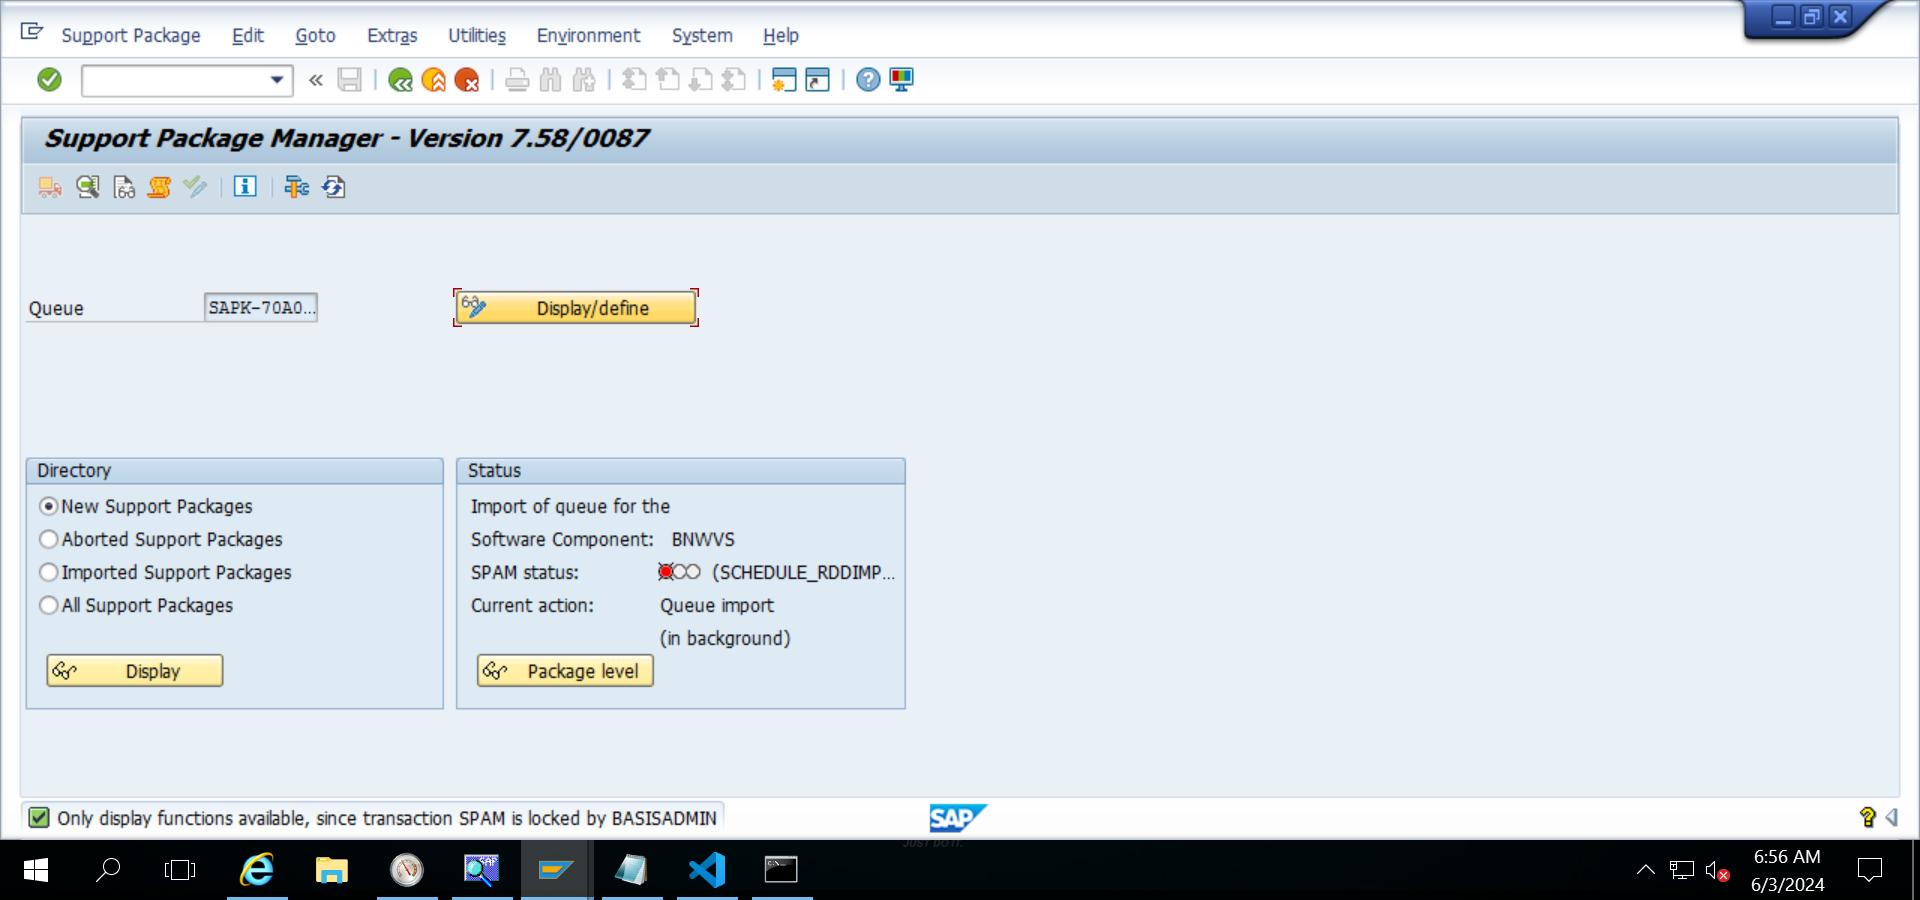 Support Package Edit Goto Extras Utilities Environment System Help
Support Package Manager - Version 7.58/0087
Queue SAPK-70A0... Display/define
Directory
New Support Packages
Aborted Support Packages
Imported Support Packages
All Support Packages
Display
Status
Import of queue for the
Software Component: BNWVS
SPAM status: (SCHEDULE_RDDIMP...
Current action: Queue import
(in background)
Package level
Only display functions available, since transaction SPAM is locked by BASISADMIN
SAP
JUST DO IT.
6:56 AM
6/3/2024